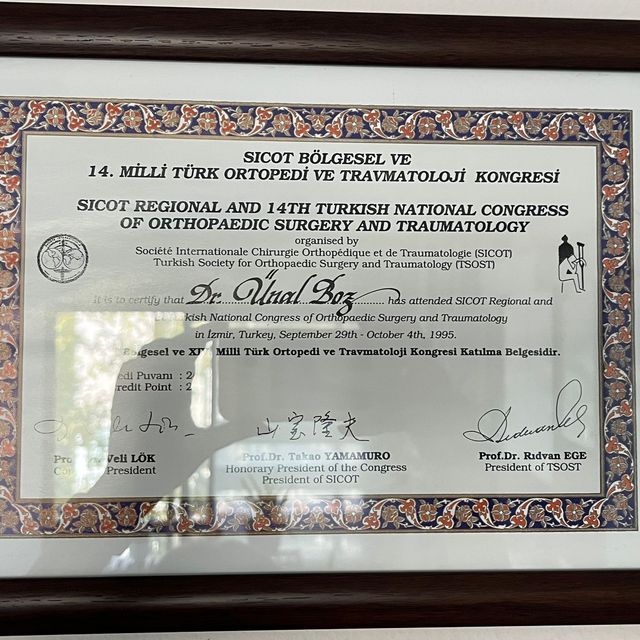 SICOT BÖLGESEL VE
14. MİLLİ TÜRK ORTOPEDİ VE TRAVMATOLOJİ KONGRESİ
SICOT REGIONAL AND 14TH TURKISH NATIONAL CONGRESS
OF ORTHOPAEDIC SURGERY AND TRAUMATOLOGY
organised by
Société Internationale Chirurgie Orthopédique et de Traumatologie (SICOT)
Turkish Society for Orthopaedic Surgery and Traumatology (TSOST)
It is to certify that Dr. Ünal Boz has attended SICOT Regional and
kish National Congress of Orthopaedic Surgery and Traumatology
in İzmir, Turkey, September 29th - October 4th, 1995.
Bölgesel ve XIV. Milli Türk Ortopedi ve Travmatoloji Kongresi Katılma Belgesidir.
edi Puvanı : 2
redit Point : 2
山室隆夫
Veli LÖK
President
Prof.Dr. Takao YAMAMURO
Honorary President of the Congress
President of SICOT
Prof.Dr. Rıdvan EGE
President of TSOST